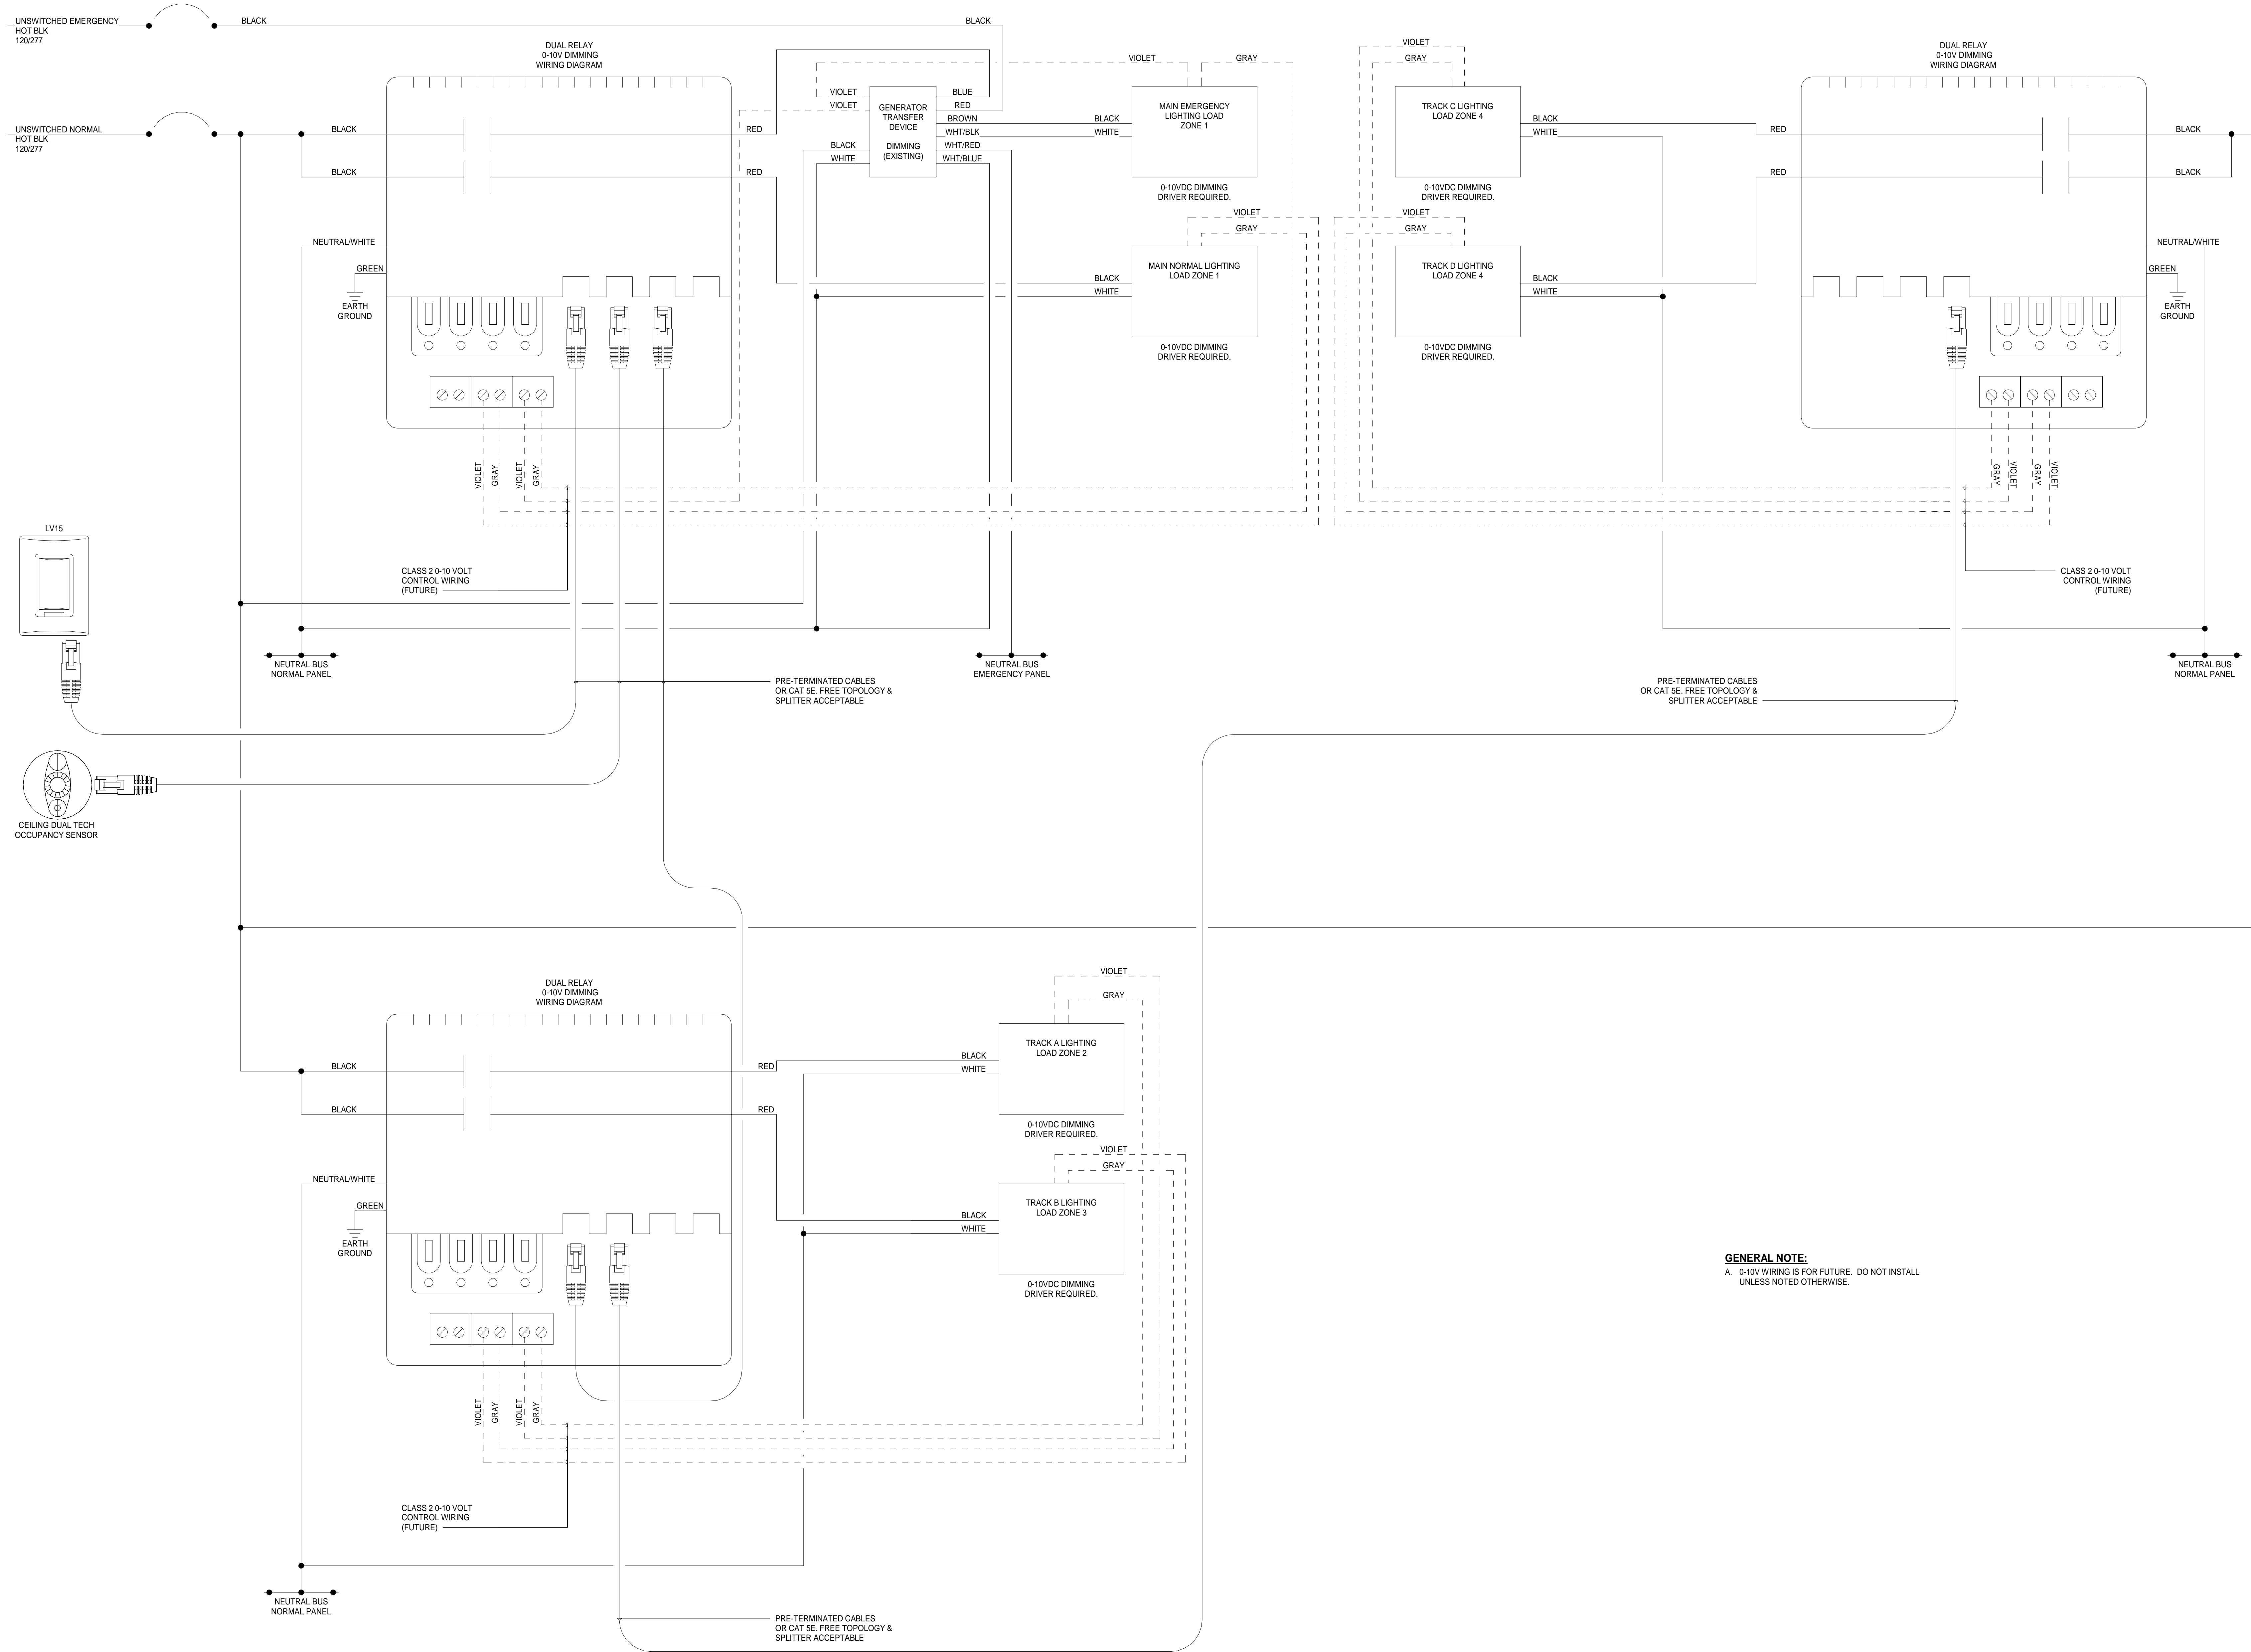 UNSWITCHED EMERGENCY
HOT BLK
120/277
BLACK
BLACK
DUAL RELAY
0-10V DIMMING
WIRING DIAGRAM
UNSWITCHED NORMAL
HOT BLK
120/277
BLACK
BLACK
RED
RED
NEUTRAL/WHITE
GREEN
EARTH
GROUND
VIOLET
GRAY
VIOLET
GRAY
CLASS 2 0-10 VOLT
CONTROL WIRING
(FUTURE)
VIOLET
VIOLET
BLACK
WHITE
GENERATOR
TRANSFER
DEVICE
DIMMING
(EXISTING)
BLUE
RED
BROWN
WHT/BLK
WHT/RED
WHT/BLUE
VIOLET
GRAY
BLACK
WHITE
MAIN EMERGENCY
LIGHTING LOAD
ZONE 1
0-10VDC DIMMING
DRIVER REQUIRED.
VIOLET
GRAY
BLACK
WHITE
MAIN NORMAL LIGHTING
LOAD ZONE 1
0-10VDC DIMMING
DRIVER REQUIRED.
VIOLET
GRAY
TRACK C LIGHTING
LOAD ZONE 4
BLACK
WHITE
0-10VDC DIMMING
DRIVER REQUIRED.
VIOLET
GRAY
TRACK D LIGHTING
LOAD ZONE 4
BLACK
WHITE
0-10VDC DIMMING
DRIVER REQUIRED.
DUAL RELAY
0-10V DIMMING
WIRING DIAGRAM
RED
RED
BLACK
BLACK
NEUTRAL/WHITE
GREEN
EARTH
GROUND
GRAY
VIOLET
GRAY
VIOLET
CLASS 2 0-10 VOLT
CONTROL WIRING
(FUTURE)
LV15
NEUTRAL BUS
NORMAL PANEL
NEUTRAL BUS
EMERGENCY PANEL
NEUTRAL BUS
NORMAL PANEL
PRE-TERMINATED CABLES
OR CAT 5E. FREE TOPOLOGY &
SPLITTER ACCEPTABLE
PRE-TERMINATED CABLES
OR CAT 5E. FREE TOPOLOGY &
SPLITTER ACCEPTABLE
CEILING DUAL TECH
OCCUPANCY SENSOR
DUAL RELAY
0-10V DIMMING
WIRING DIAGRAM
BLACK
BLACK
RED
RED
NEUTRAL/WHITE
GREEN
EARTH
GROUND
VIOLET
GRAY
VIOLET
GRAY
VIOLET
GRAY
BLACK
WHITE
TRACK A LIGHTING
LOAD ZONE 2
0-10VDC DIMMING
DRIVER REQUIRED.
VIOLET
GRAY
BLACK
WHITE
TRACK B LIGHTING
LOAD ZONE 3
0-10VDC DIMMING
DRIVER REQUIRED.
CLASS 2 0-10 VOLT
CONTROL WIRING
(FUTURE)
NEUTRAL BUS
NORMAL PANEL
PRE-TERMINATED CABLES
OR CAT 5E. FREE TOPOLOGY &
SPLITTER ACCEPTABLE
GENERAL NOTE:
A. 0-10V WIRING IS FOR FUTURE. DO NOT INSTALL
UNLESS NOTED OTHERWISE.